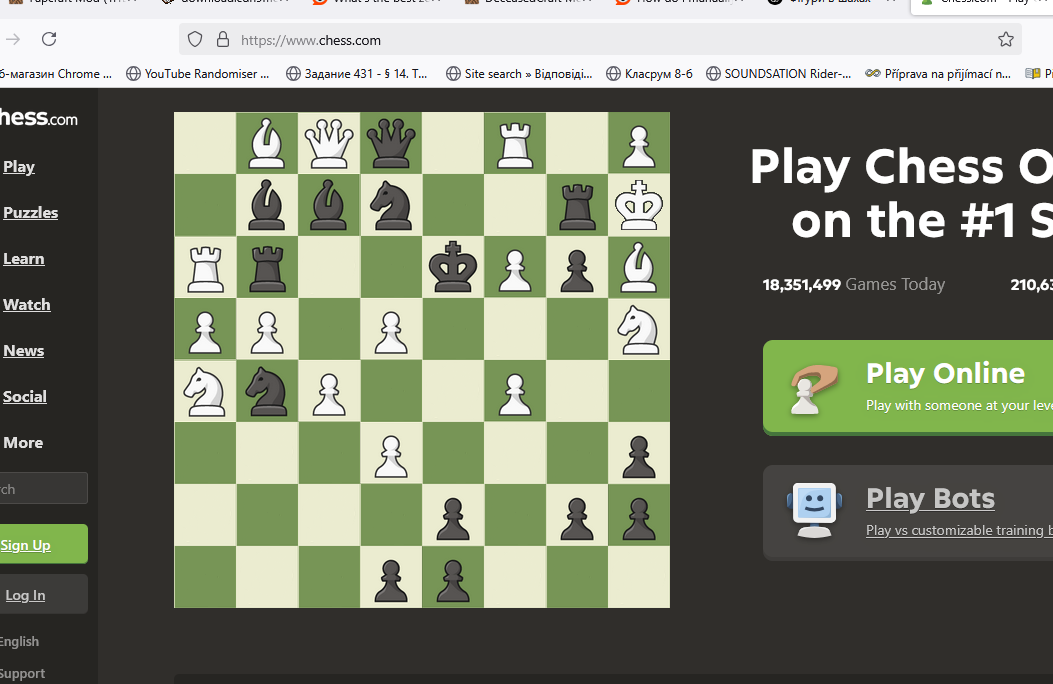 https://www.chess.com
б-магазин Chrome ...
YouTube Randomiser ...
Задание 431 - § 14. Т...
Site search » Відповіді...
Класрум 8-б
SOUNDSATION Rider-...
Příprava na přijímací n...
hess.com
Play
Puzzles
Learn
Watch
News
Social
More
rch
Sign Up
Log In
English
Support
Play Chess O
on the #1 S
18,351,499 Games Today
210,63
Play Online
Play with someone at your leve
Play Bots
Play vs customizable training b